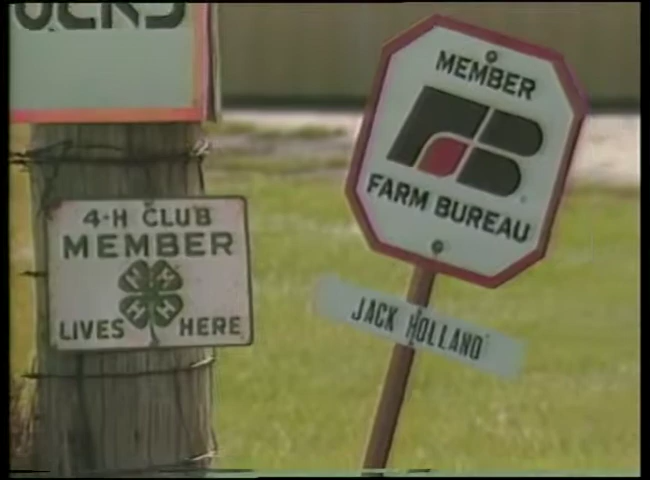 4-H CLUB
MEMBER
H H
H H
LIVES HERE
MEMBER
FARM BUREAU
JACK HOLLAND